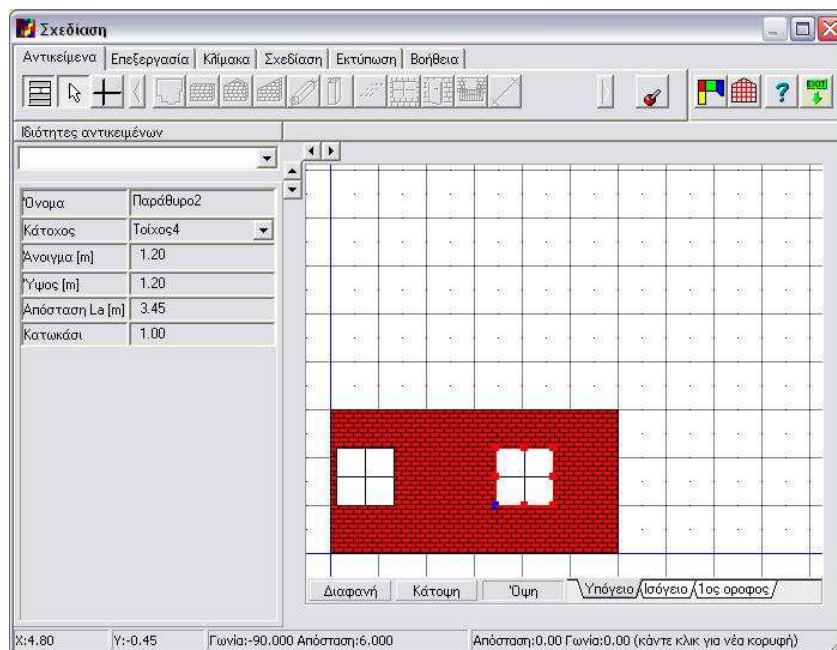 Σχεδίαση
Αντικείμενα Επεξεργασία Κλίμακα Σχεδίαση Εκτύπωση Βοήθεια
EXIT
Ιδιότητες αντικειμένων
Όνομα Παράθυρο2
Κάτοχος Τοίχος4
Άνοιγμα [m] 1.20
Ύψος [m] 1.20
Απόσταση La [m] 3.45
Κατωκάσι 1.00
Διαφανή Κάτοψη Όψη Υπόγειο Ισόγειο 1ος οροφος
X:4.80 Y:-0.45 Γωνία:-90.000 Απόσταση:6.000 Απόσταση:0.00 Γωνία:0.00 (κάντε κλικ για νέα κορυφή)